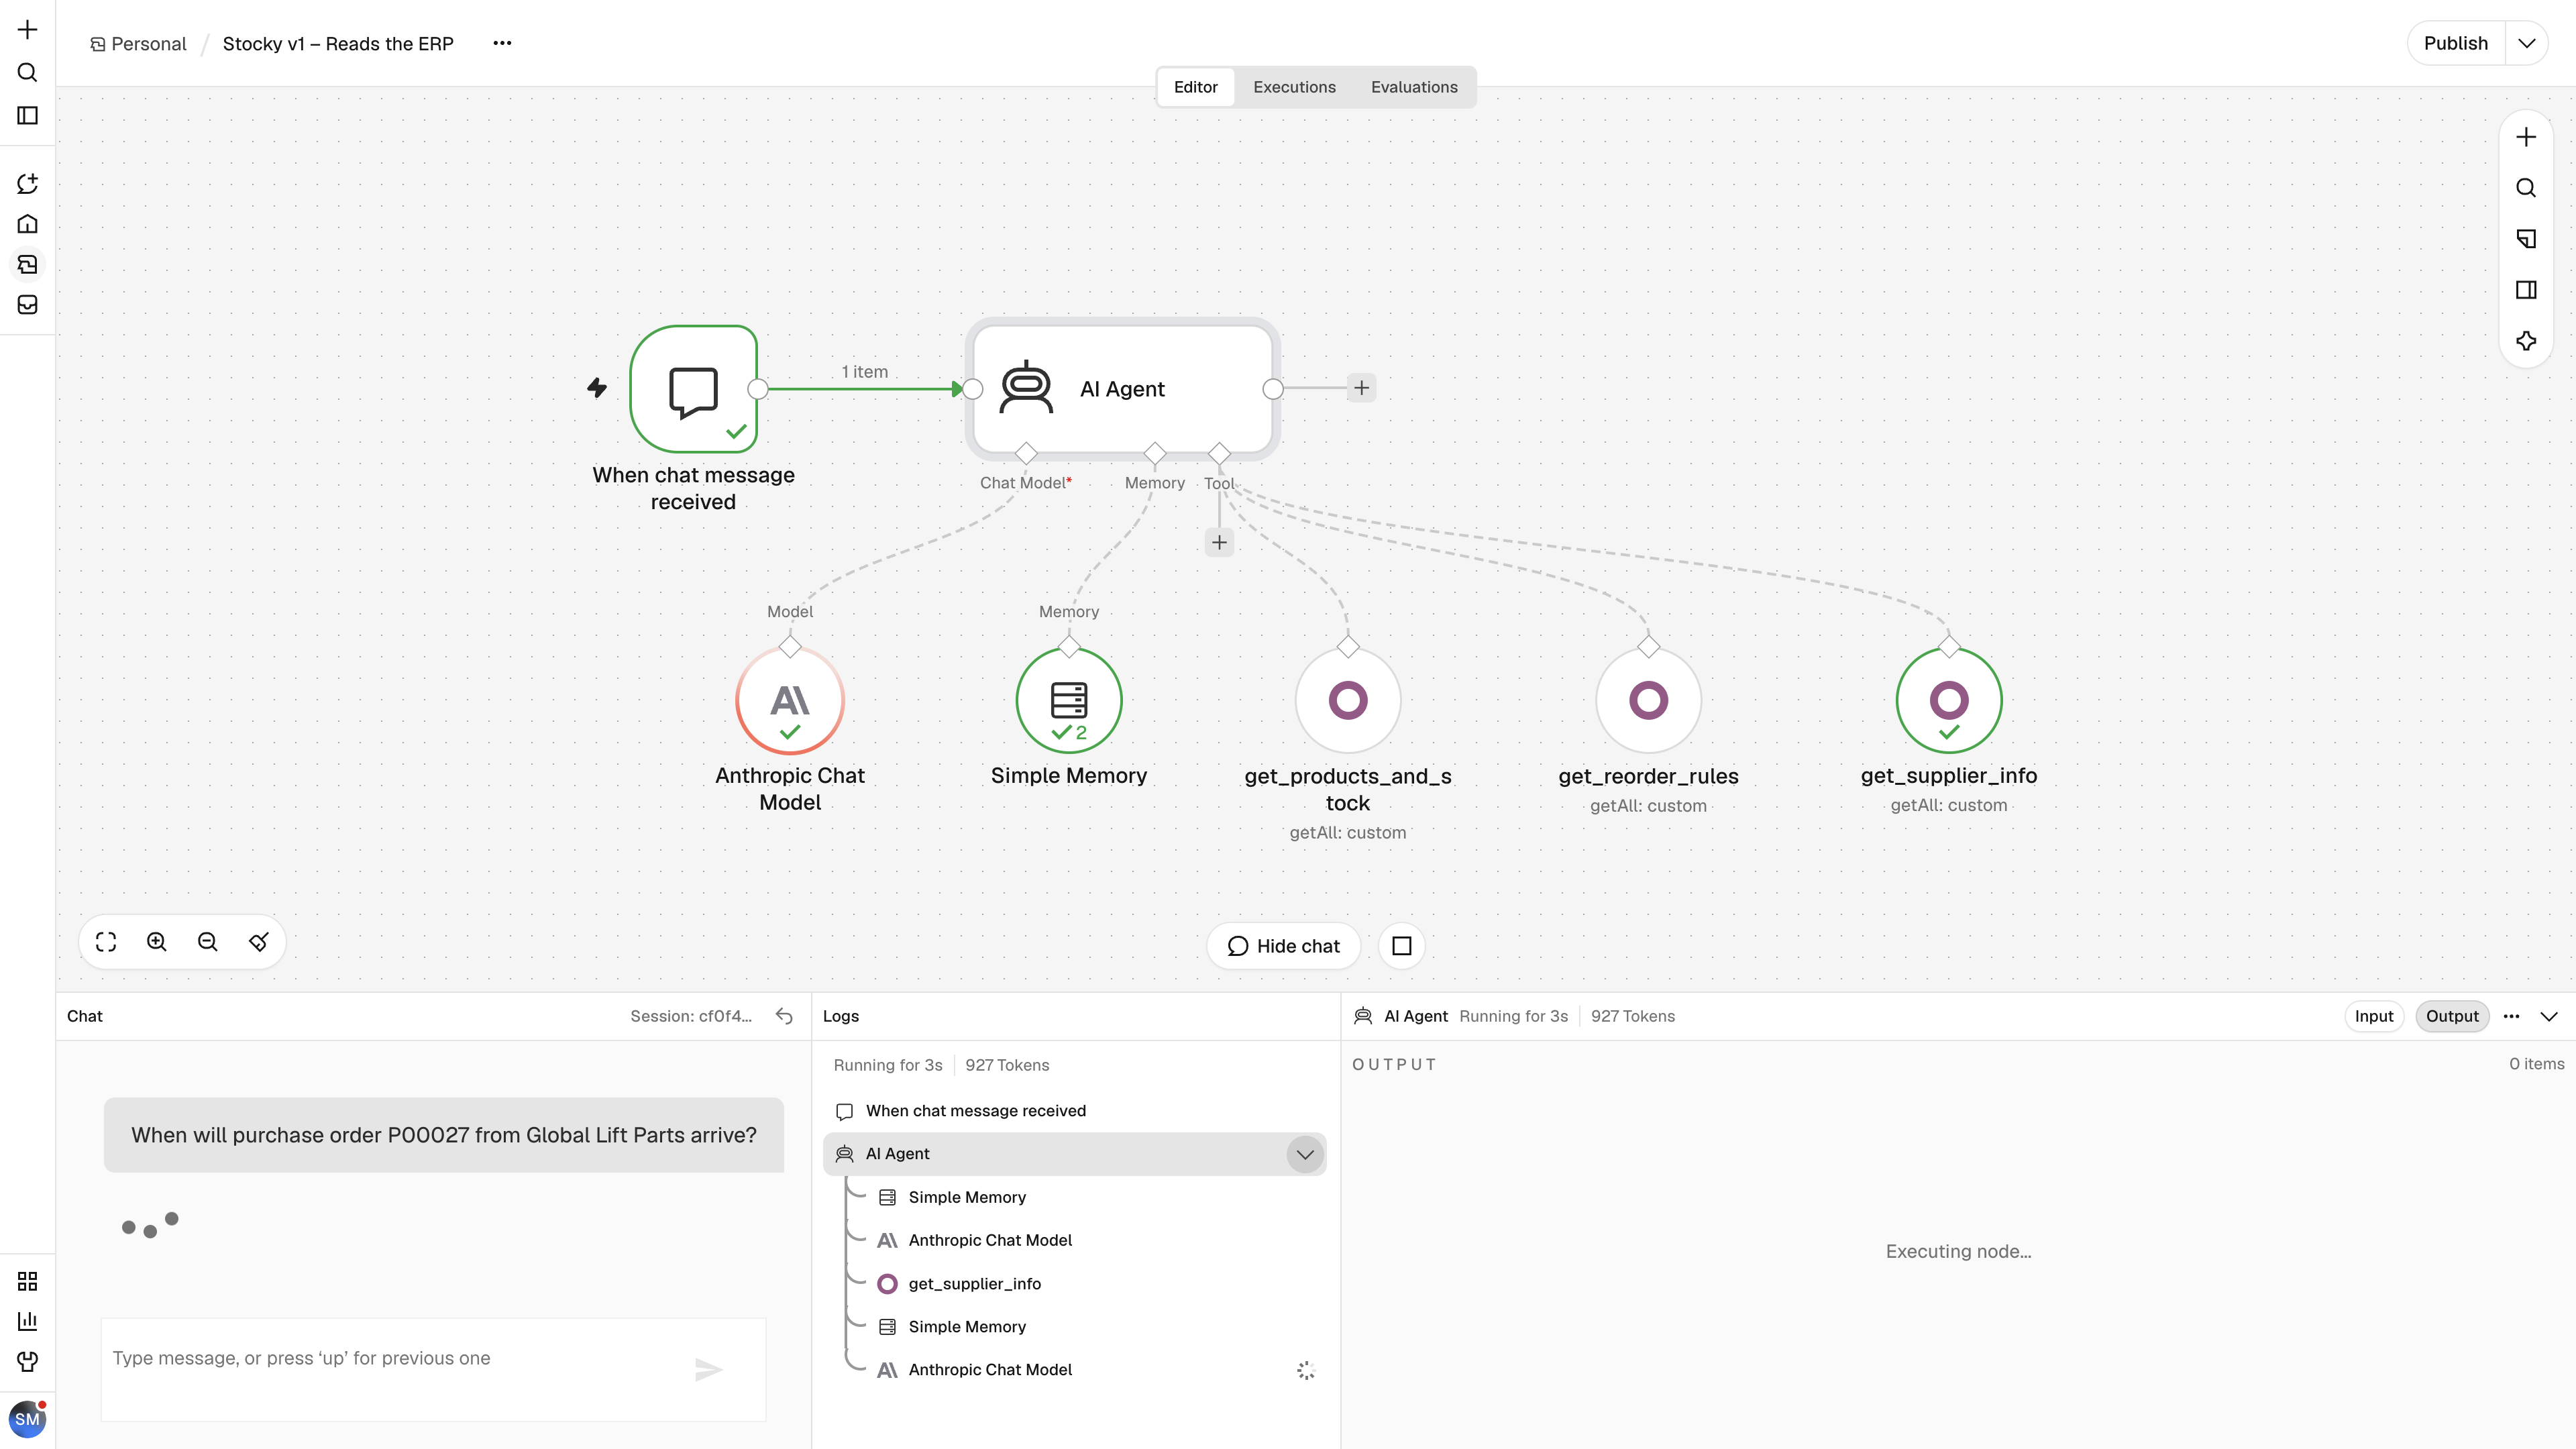 Personal / Stocky v1 – Reads the ERP
Publish
Editor Executions Evaluations
1 item
AI Agent
When chat message
received
Chat Model*
Memory
Tool
Model
Memory
2
Anthropic Chat
Model
Simple Memory
get_products_and_s
tock
getAll: custom
get_reorder_rules
getAll: custom
get_supplier_info
getAll: custom
Hide chat
Chat
Session: cf0f4...
When will purchase order P00027 from Global Lift Parts arrive?
Type message, or press ‘up’ for previous one
Logs
Running for 3s 927 Tokens
When chat message received
AI Agent
Simple Memory
Anthropic Chat Model
get_supplier_info
Simple Memory
Anthropic Chat Model
AI Agent Running for 3s 927 Tokens
Input Output
OUTPUT
0 items
Executing node...
SM